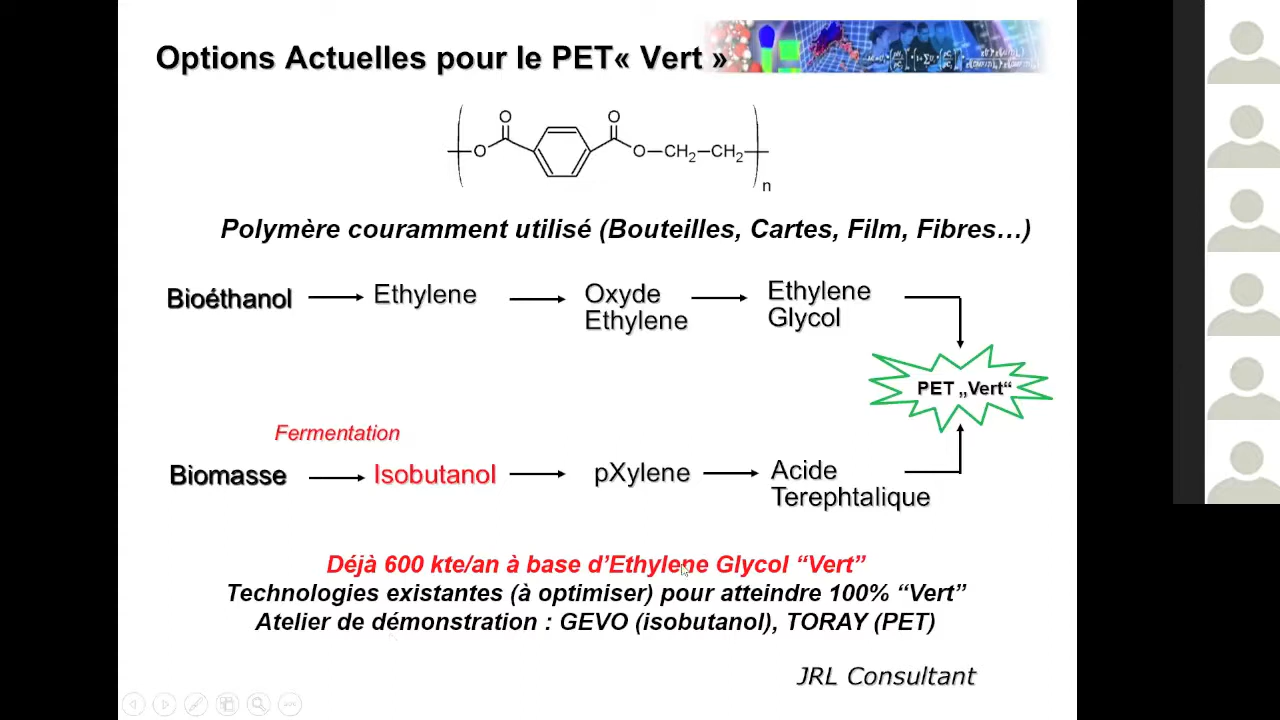 Options Actuelles pour le PET« Vert »
O
O
O
O—CH2—CH2
n
Polymère couramment utilisé (Bouteilles, Cartes, Film, Fibres…)
Bioéthanol
Ethylene
Oxyde
Ethylene
Ethylene
Glycol
PET „Vert“
Fermentation
Biomasse
Isobutanol
pXylene
Acide
Terephtalique
Déjà 600 kte/an à base d’Ethylene Glycol “Vert”
Technologies existantes (à optimiser) pour atteindre 100% “Vert”
Atelier de démonstration : GEVO (isobutanol), TORAY (PET)
JRL Consultant